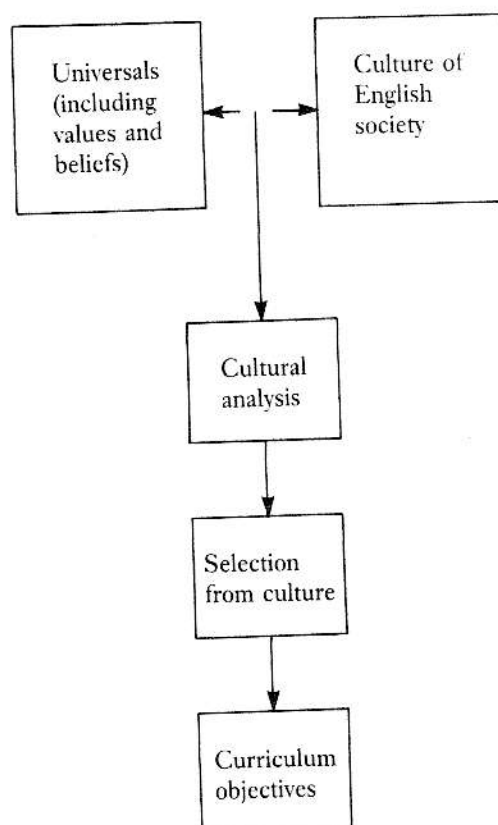 Universals
(including
values and
beliefs)
Culture of
English
society
Cultural
analysis
Selection
from culture
Curriculum
objectives